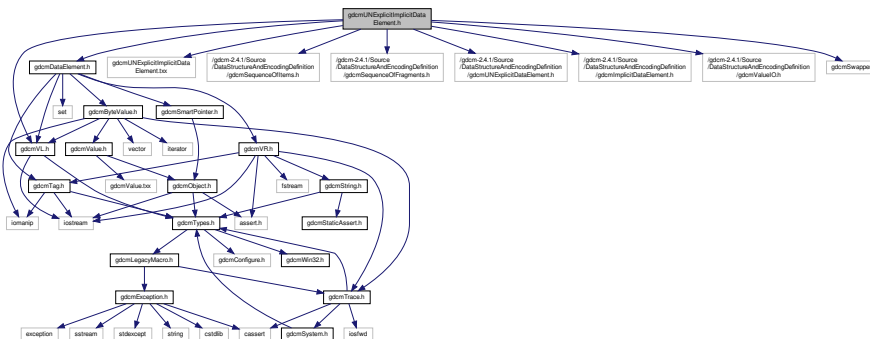 gdcmUNExplicitImplicitData
Element.h
gdcmDataElement.h
gdcmUNExplicitImplicitData
Element.txx
/gdcm-2.4.1/Source
/DataStructureAndEncodingDefinition
/gdcmSequenceOfItems.h
/gdcm-2.4.1/Source
/DataStructureAndEncodingDefinition
/gdcmSequenceOfFragments.h
/gdcm-2.4.1/Source
/DataStructureAndEncodingDefinition
/gdcmUNExplicitDataElement.h
/gdcm-2.4.1/Source
/DataStructureAndEncodingDefinition
/gdcmImplicitDataElement.h
/gdcm-2.4.1/Source
/DataStructureAndEncodingDefinition
/gdcmValueIO.h
gdcmSwapper
set
gdcmByteValue.h
gdcmSmartPointer.h
gdcmVL.h
gdcmValue.h
vector
iterator
gdcmVR.h
gdcmTag.h
gdcmValue.txx
gdcmObject.h
fstream
gdcmString.h
iomanip
iostream
gdcmTypes.h
assert.h
gdcmStaticAssert.h
gdcmLegacyMacro.h
gdcmConfigure.h
gdcmWin32.h
gdcmException.h
gdcmTrace.h
exception
sstream
stdexcept
string
cstdlib
cassert
gdcmSystem.h
iosfwd